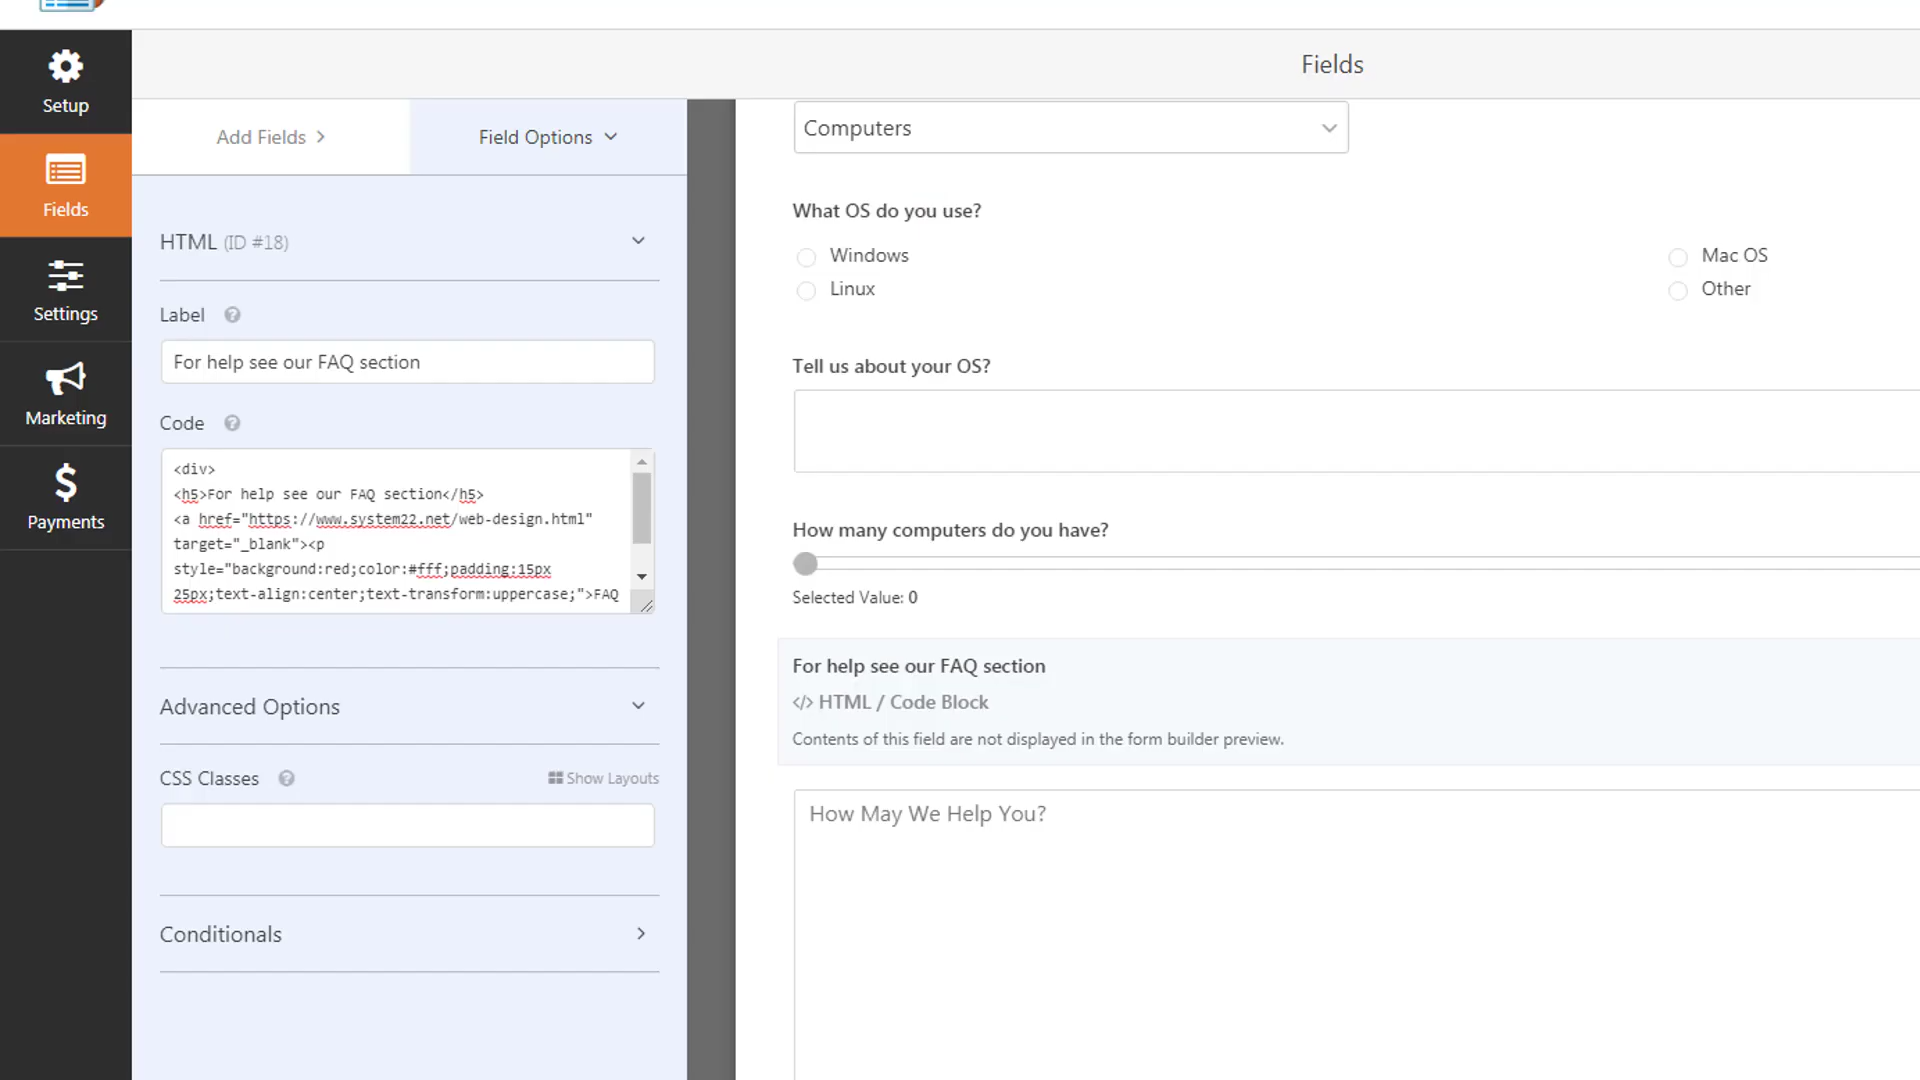 Fields
Setup
Fields
Settings
Marketing
Payments
Add Fields
Field Options
HTML (ID #18)
Label
For help see our FAQ section
Code
<div>
<h5>For help see our FAQ section</h5>
<a href="https://www.system22.net/web-design.html"
target="_blank"><p
style="background:red;color:#fff;padding:15px
25px;text-align:center;text-transform:uppercase;">FAQ
Advanced Options
CSS Classes
Show Layouts
Conditionals
Computers
What OS do you use?
Windows
Mac OS
Linux
Other
Tell us about your OS?
How many computers do you have?
Selected Value: 0
For help see our FAQ section
</> HTML / Code Block
Contents of this field are not displayed in the form builder preview.
How May We Help You?